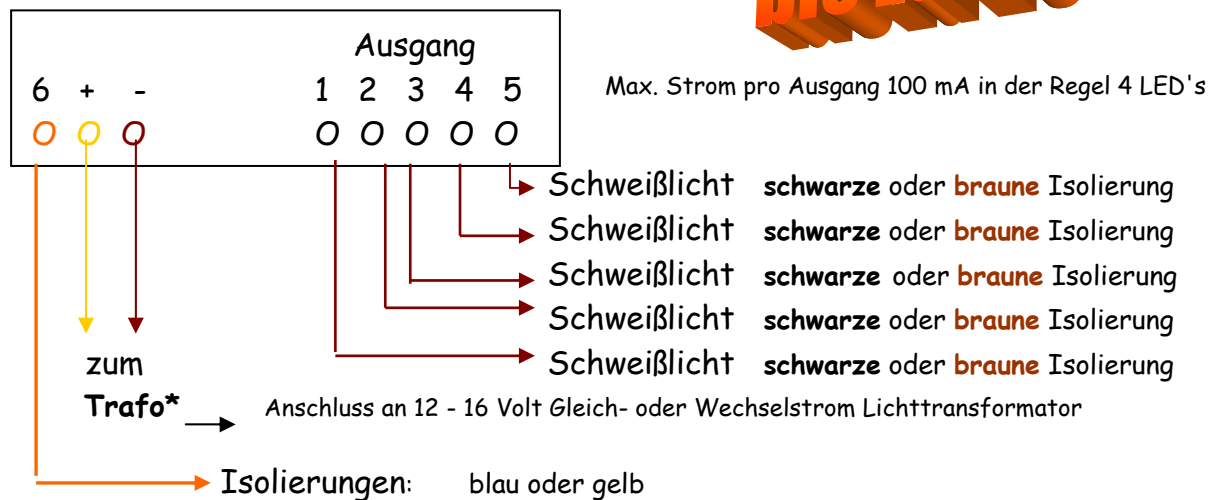 Ausgang
6 + - 1 2 3 4 5
O O O O O O O O
Max. Strom pro Ausgang 100 mA in der Regel 4 LED's
Schweißlicht schwarze oder braune Isolierung
Schweißlicht schwarze oder braune Isolierung
Schweißlicht schwarze oder braune Isolierung
Schweißlicht schwarze oder braune Isolierung
Schweißlicht schwarze oder braune Isolierung
zum
Trafo* Anschluss an 12 - 16 Volt Gleich- oder Wechselstrom Lichttransformator
Isolierungen: blau oder gelb